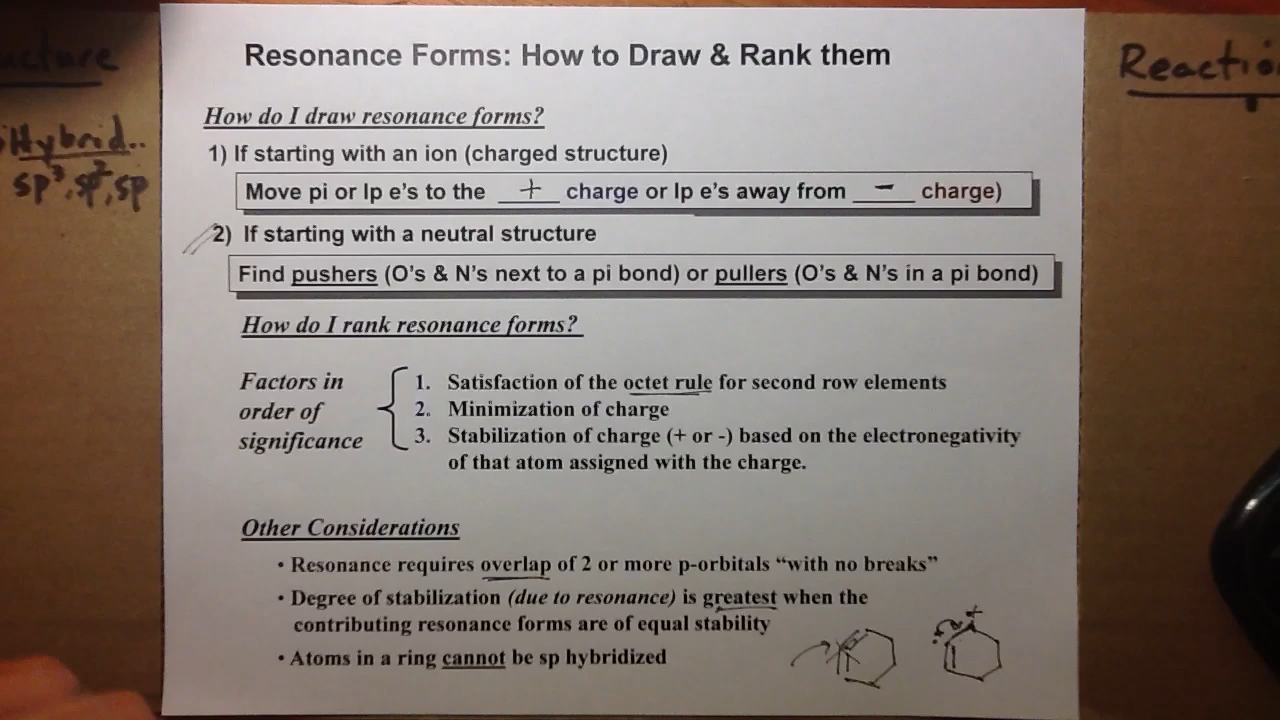 Resonance Forms: How to Draw & Rank them
How do I draw resonance forms?
1) If starting with an ion (charged structure)
Move pi or lp e's to the + charge or lp e's away from − charge)
2) If starting with a neutral structure
Find pushers (O's & N's next to a pi bond) or pullers (O's & N's in a pi bond)
How do I rank resonance forms?
Factors in
order of
significance
1. Satisfaction of the octet rule for second row elements
2. Minimization of charge
3. Stabilization of charge (+ or -) based on the electronegativity
of that atom assigned with the charge.
Other Considerations
• Resonance requires overlap of 2 or more p-orbitals “with no breaks”
• Degree of stabilization (due to resonance) is greatest when the
contributing resonance forms are of equal stability
• Atoms in a ring cannot be sp hybridized
+
ucture
Hybrid..
sp³, sp², sp
Reactio